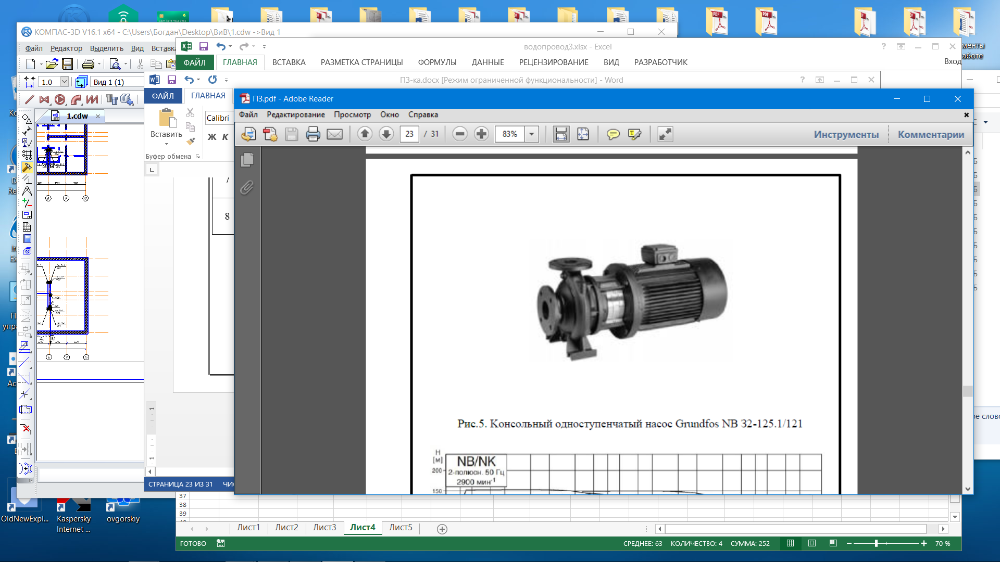 КОМПАС-3D V16.1 x64 - C:\Users\Богдан\Desktop\ВиВ\1.cdw ->Вид 1
Файл Редактор Выделить Вид Вставка
1.0 Вид 1 (1)
1.cdw
водопровод3.xlsx - Excel
ФАЙЛ ГЛАВНАЯ ВСТАВКА РАЗМЕТКА СТРАНИЦЫ ФОРМУЛЫ ДАННЫЕ РЕЦЕНЗИРОВАНИЕ ВИД РАЗРАБОТЧИК
Вход
ПЗ-ка.docx [Режим ограниченной функциональности] - Word
ФАЙЛ ГЛАВНАЯ
Вставить
Calibri
Ж К
Буфер обмена
8
СТРАНИЦА 23 ИЗ 31
ПЗ.pdf - Adobe Reader
Файл Редактирование Просмотр Окно Справка
23 / 31 83% Инструменты Комментарии
Рис.5. Консольный одноступенчатый насос Grundfos NB 32-125.1/121
H
[м]
NB/NK
200
2-полюсн. 50 Гц
2900 мин-1
150
37
38
39
Лист1 Лист2 Лист3 Лист4 Лист5
ГОТОВО СРЕДНЕЕ: 63 КОЛИЧЕСТВО: 4 СУММА: 252 70 %
OldNewExpl...
Kaspersky
Internet ...
ovgorskiy